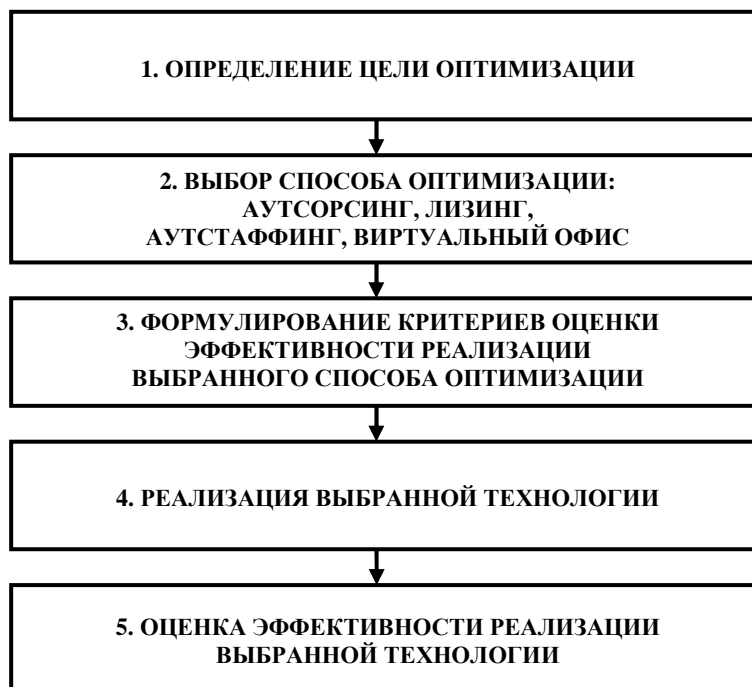 1. ОПРЕДЕЛЕНИЕ ЦЕЛИ ОПТИМИЗАЦИИ
2. ВЫБОР СПОСОБА ОПТИМИЗАЦИИ:
АУТСОРСИНГ, ЛИЗИНГ,
АУТСТАФФИНГ, ВИРТУАЛЬНЫЙ ОФИС
3. ФОРМУЛИРОВАНИЕ КРИТЕРИЕВ ОЦЕНКИ
ЭФФЕКТИВНОСТИ РЕАЛИЗАЦИИ
ВЫБРАННОГО СПОСОБА ОПТИМИЗАЦИИ
4. РЕАЛИЗАЦИЯ ВЫБРАННОЙ ТЕХНОЛОГИИ
5. ОЦЕНКА ЭФФЕКТИВНОСТИ РЕАЛИЗАЦИИ
ВЫБРАННОЙ ТЕХНОЛОГИИ